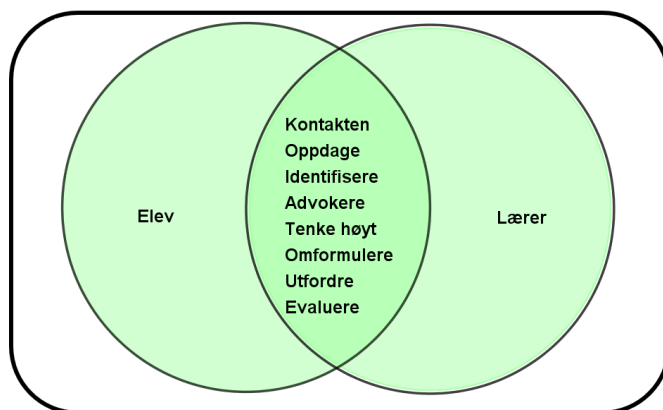 Elev
Kontakten
Oppdage
Identifisere
Advokere
Tenke høyt
Omformulere
Utfordre
Evaluere
Lærer